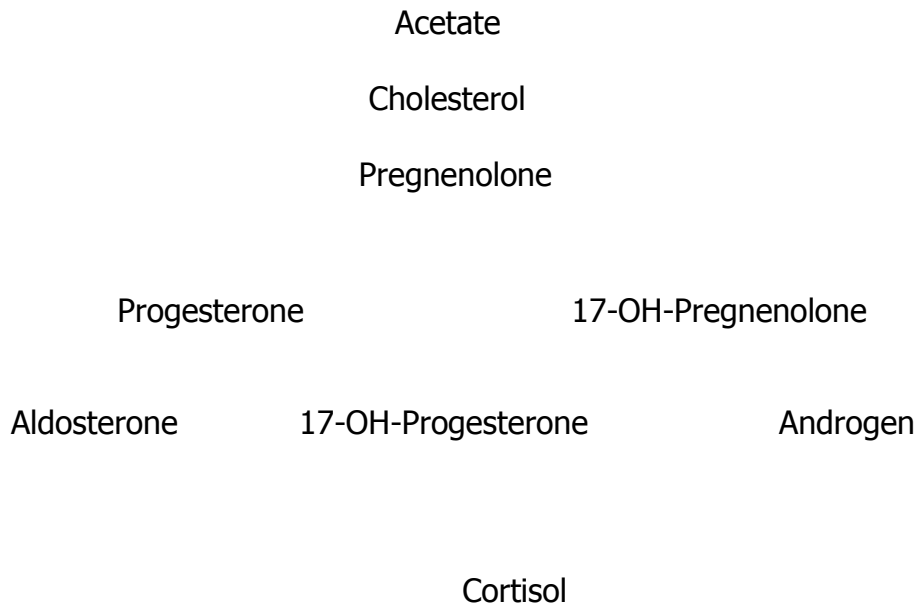 Acetate
Cholesterol
Pregnenolone
Progesterone 17-OH-Pregnenolone
Aldosterone 17-OH-Progesterone Androgen
Cortisol